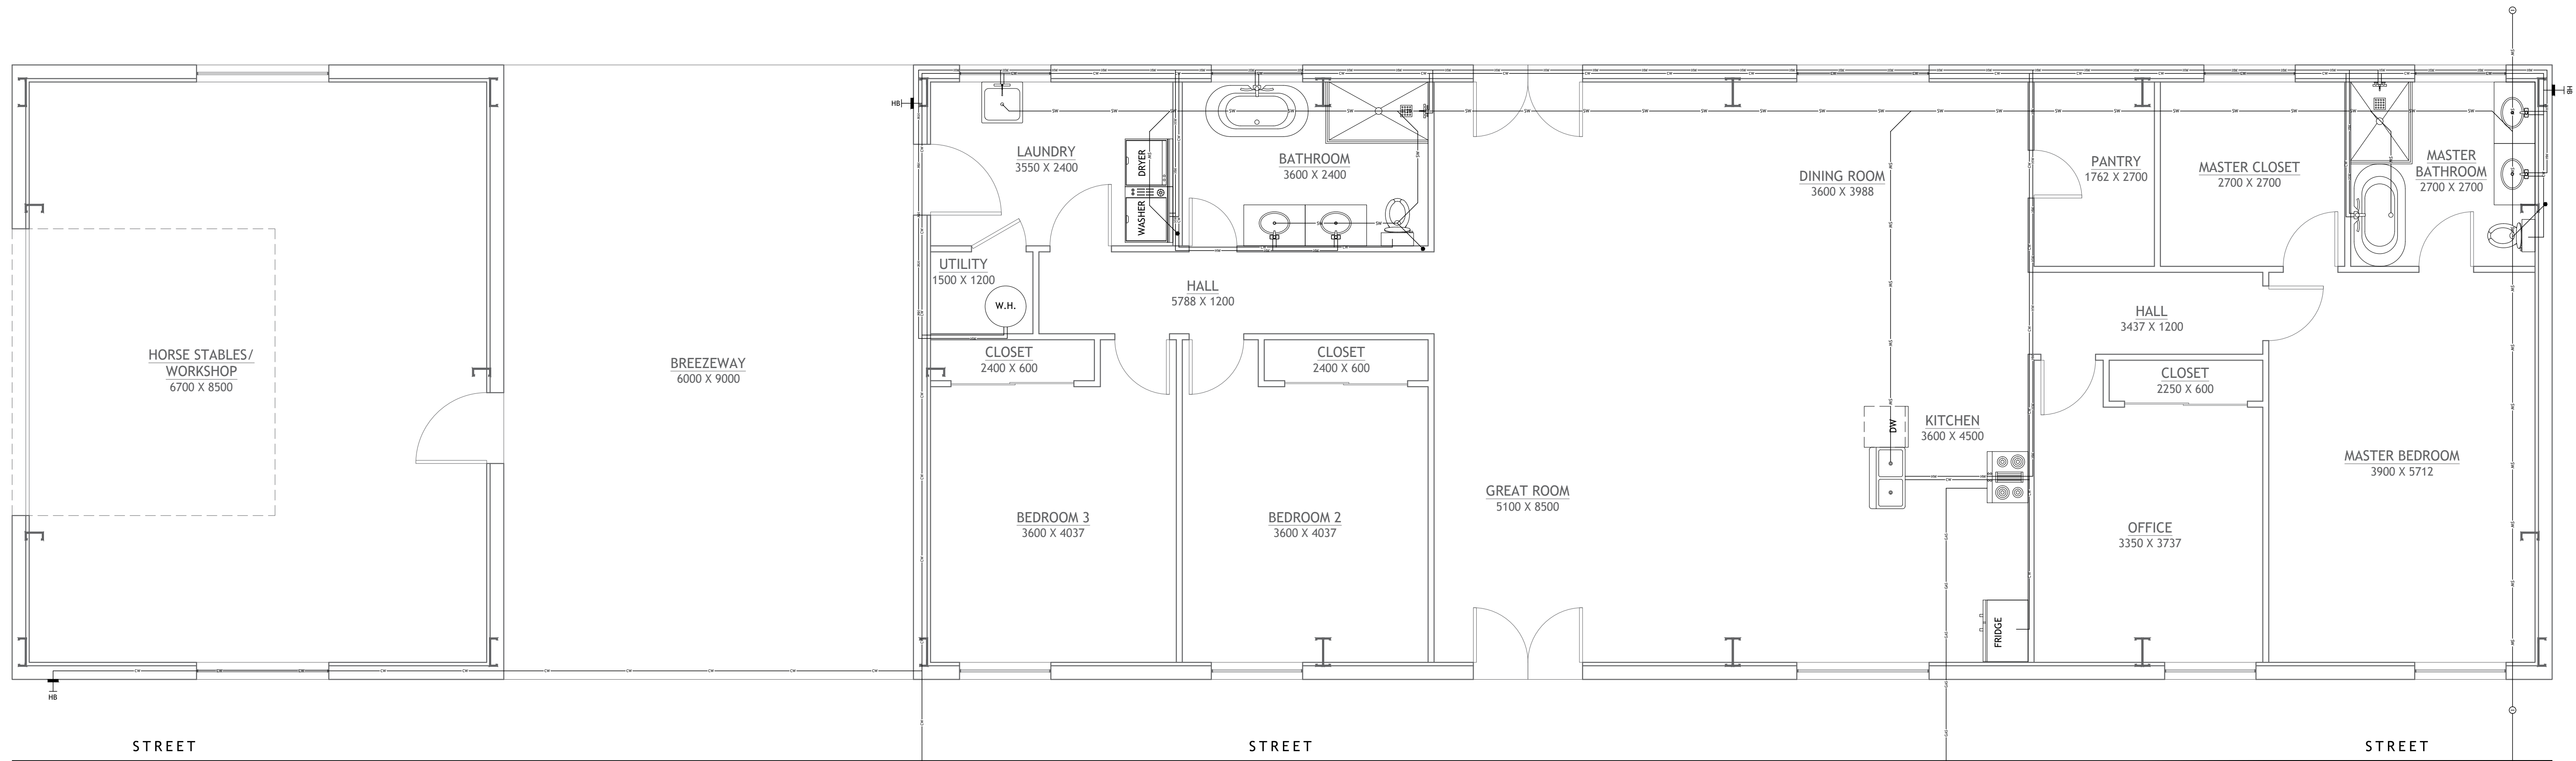 HB
HB
LAUNDRY
3550 X 2400
DRYER
WASHER
BATHROOM
3600 X 2400
DINING ROOM
3600 X 3988
PANTRY
1762 X 2700
MASTER CLOSET
2700 X 2700
MASTER
BATHROOM
2700 X 2700
UTILITY
1500 X 1200
W.H.
HALL
5788 X 1200
HALL
3437 X 1200
HORSE STABLES/
WORKSHOP
6700 X 8500
BREEZEWAY
6000 X 9000
CLOSET
2400 X 600
CLOSET
2400 X 600
CLOSET
2250 X 600
DW
KITCHEN
3600 X 4500
MASTER BEDROOM
3900 X 5712
GREAT ROOM
5100 X 8500
BEDROOM 3
3600 X 4037
BEDROOM 2
3600 X 4037
OFFICE
3350 X 3737
FRIDGE
HB
STREET
STREET
STREET